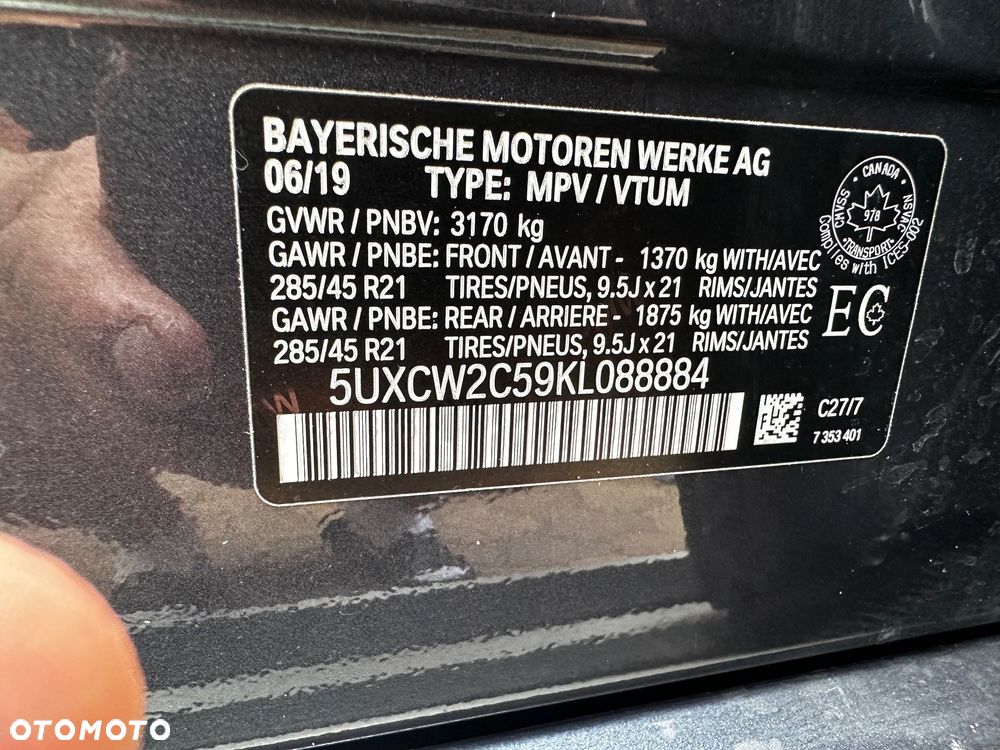 BAYERISCHE MOTOREN WERKE AG
06/19 TYPE: MPV / VTUM
GVWR / PNBV: 3170 kg
GAWR / PNBE: FRONT / AVANT - 1370 kg WITH/AVEC
285/45 R21 TIRES/PNEUS, 9.5J x 21 RIMS/JANTES
GAWR / PNBE: REAR / ARRIERE - 1875 kg WITH/AVEC
285/45 R21 TIRES/PNEUS, 9.5J x 21 RIMS/JANTES
5UXCW2C59KL088884
CANADA
CMVSS
NSVAC
978
TRANSPORT
Complies with ICES-002
EC
C27/7
7 353 401
OTOMOTO